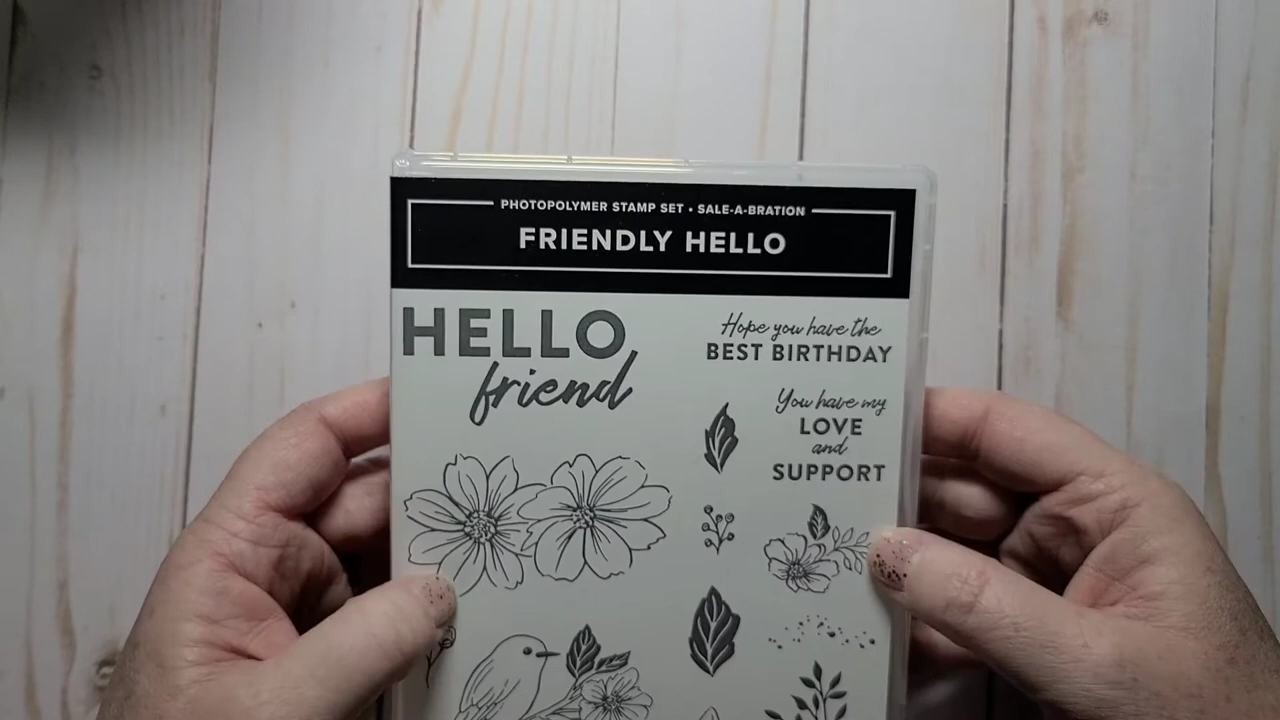 PHOTOPOLYMER STAMP SET • SALE-A-BRATION
FRIENDLY HELLO
HELLO
friend
Hope you have the
BEST BIRTHDAY
You have my
LOVE
and
SUPPORT